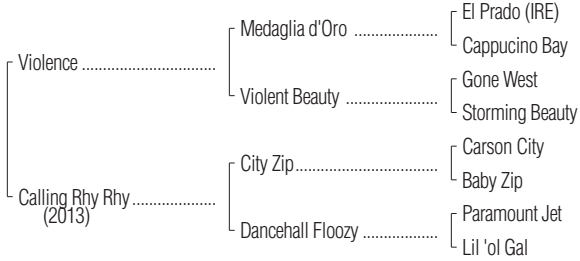 El Prado (IRE)
Medaglia d'Oro ....................
Cappucino Bay
Violence ................................
Gone West
Violent Beauty ......................
Storming Beauty
Carson City
City Zip..................................
Baby Zip
Calling Rhy Rhy ....................
(2013)
Paramount Jet
Dancehall Floozy ..................
Lil 'ol Gal